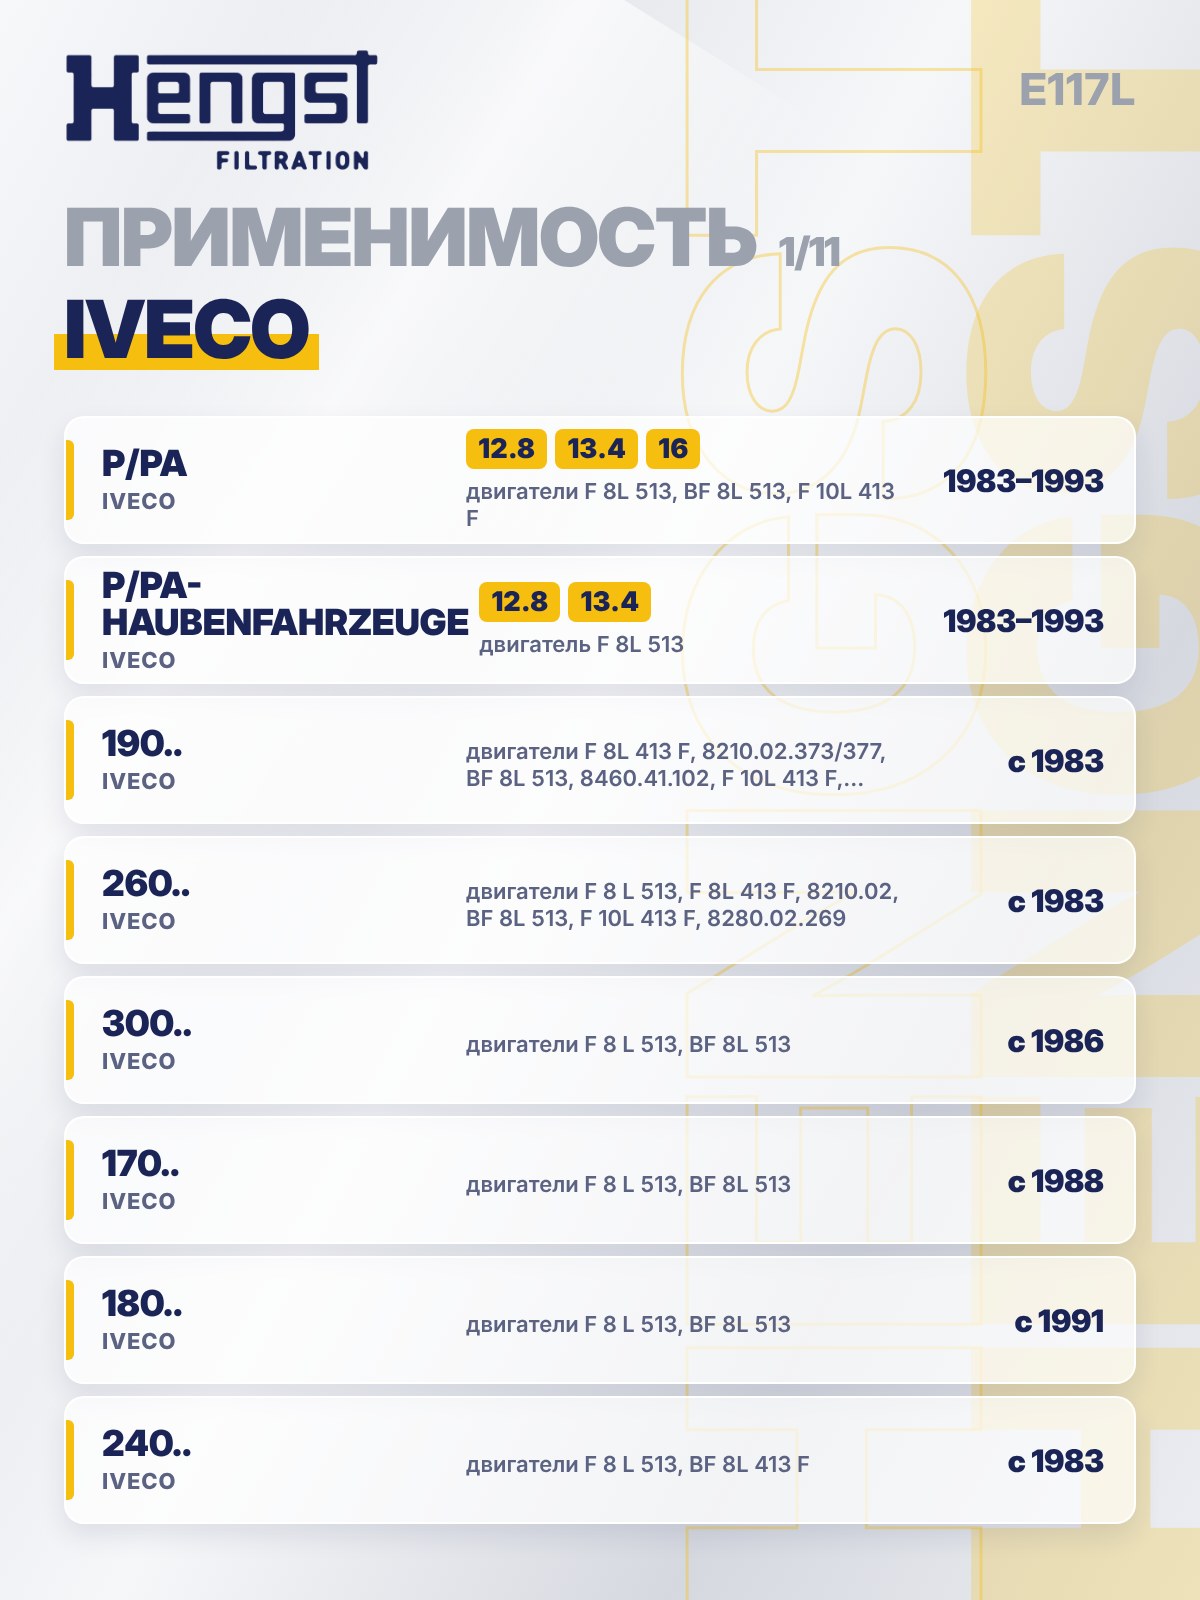 Hengst
FILTRATION
E117L
ПРИМЕНИМОСТЬ 1/11
IVECO
P/PA
IVECO
12.8 13.4 16
двигатели F 8L 513, BF 8L 513, F 10L 413
F
1983–1993
P/PA-
HAUBENFAHRZEUGE
IVECO
12.8 13.4
двигатель F 8L 513
1983–1993
190..
IVECO
двигатели F 8L 413 F, 8210.02.373/377,
BF 8L 513, 8460.41.102, F 10L 413 F,...
с 1983
260..
IVECO
двигатели F 8 L 513, F 8L 413 F, 8210.02,
BF 8L 513, F 10L 413 F, 8280.02.269
с 1983
300..
IVECO
двигатели F 8 L 513, BF 8L 513
с 1986
170..
IVECO
двигатели F 8 L 513, BF 8L 513
с 1988
180..
IVECO
двигатели F 8 L 513, BF 8L 513
с 1991
240..
IVECO
двигатели F 8 L 513, BF 8L 413 F
с 1983
HENGST
HENGST